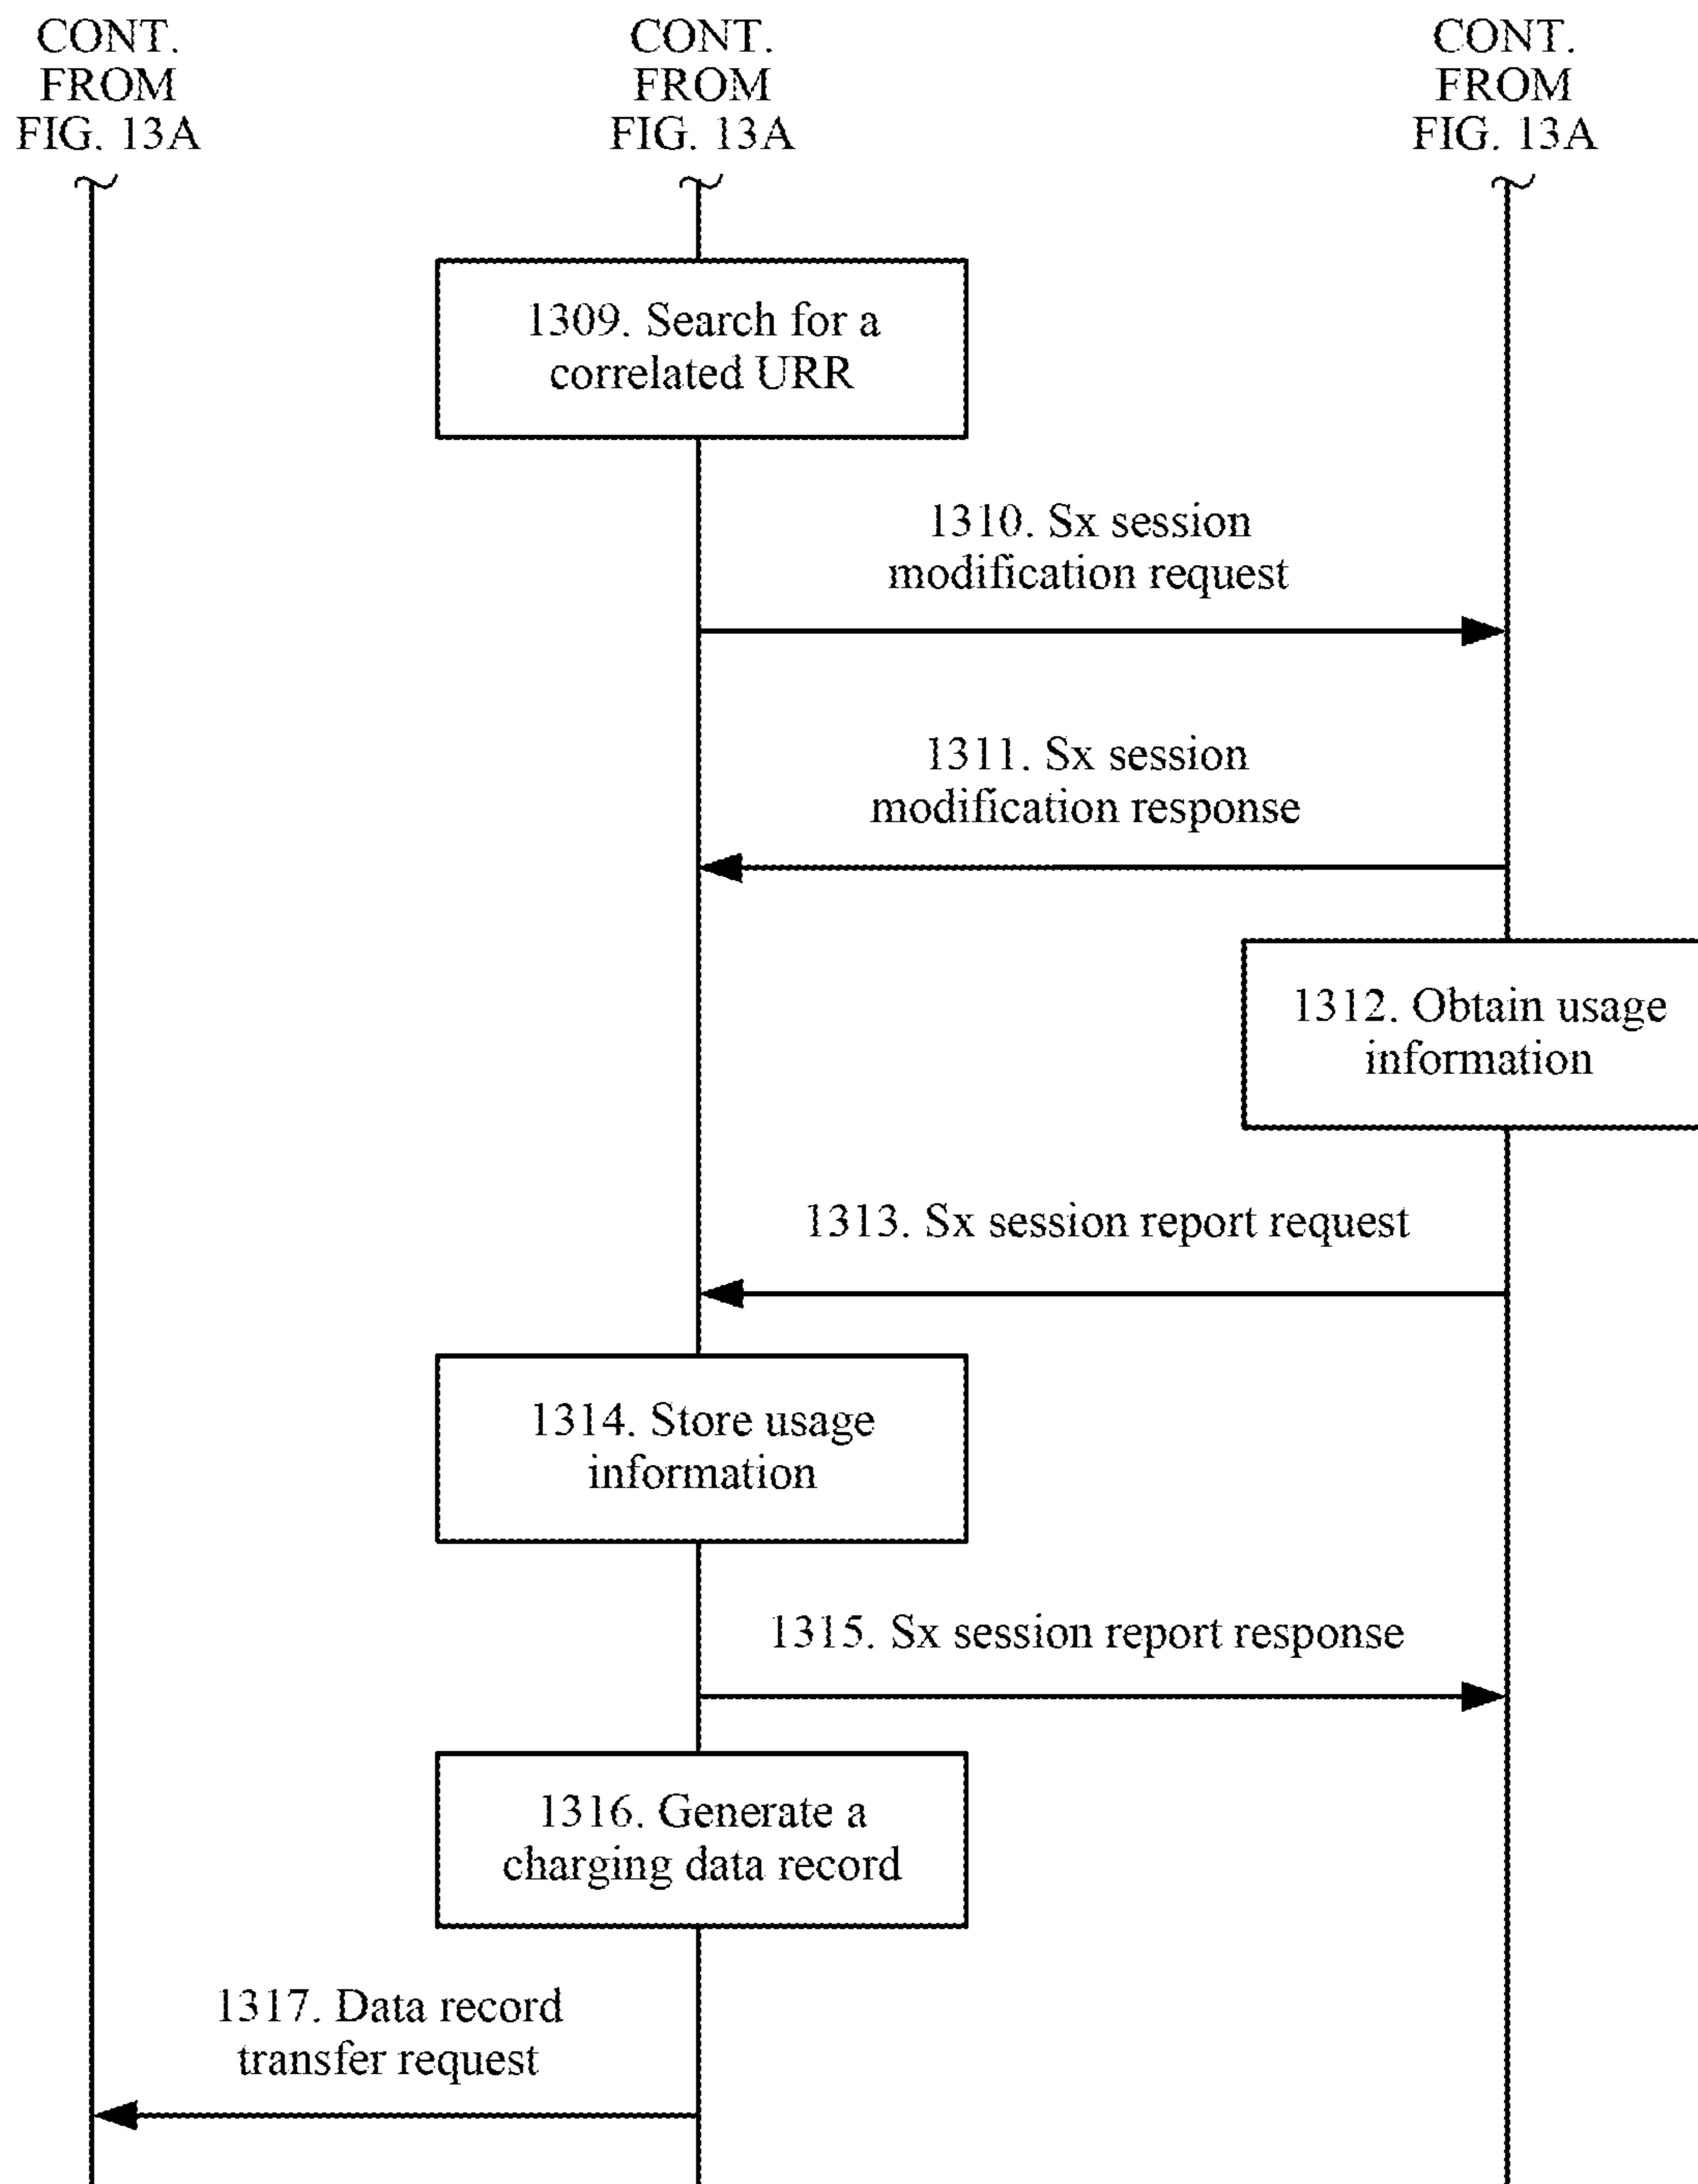 CONT.
FROM
FIG. 13A
CONT.
FROM
FIG. 13A
CONT.
FROM
FIG. 13A
1309. Search for a
correlated URR
1310. Sx session
modification request
1311. Sx session
modification response
1312. Obtain usage
information
1313. Sx session report request
1314. Store usage
information
1315. Sx session report response
1316. Generate a
charging data record
1317. Data record
transfer request